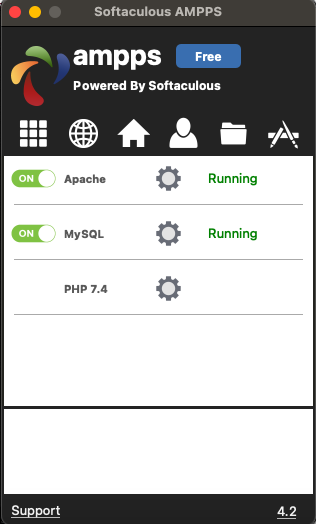 Softaculous AMPPS
ampps Free
Powered By Softaculous
ON Apache Running
ON MySQL Running
PHP 7.4
Support 4.2